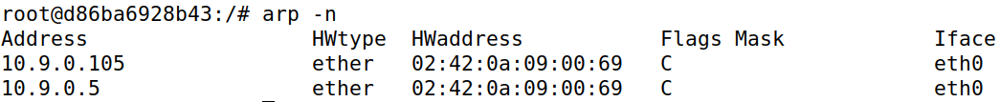 root@d86ba6928b43:/# arp -n
Address HWtype HWaddress Flags Mask Iface
10.9.0.105 ether 02:42:0a:09:00:69 C eth0
10.9.0.5 ether 02:42:0a:09:00:69 C eth0